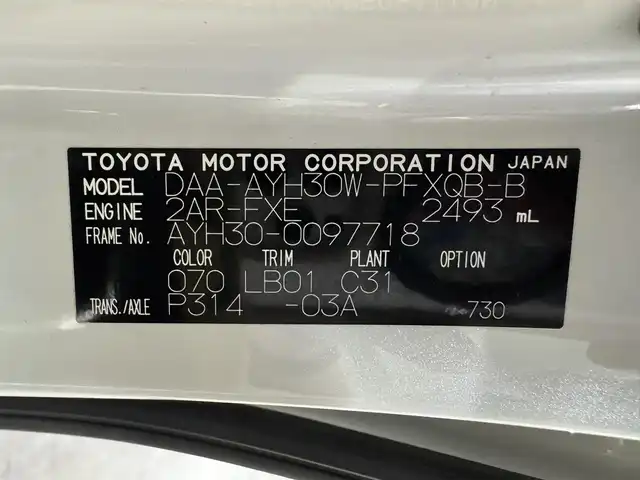 TOYOTA MOTOR CORPORATION JAPAN
MODEL DAA-AYH30W-PFXQB-B
ENGINE 2AR-FXE 2493 mL
FRAME No. AYH30-0097718
COLOR TRIM PLANT OPTION
070 LB01 C31
TRANS./AXLE P314 -03A 730